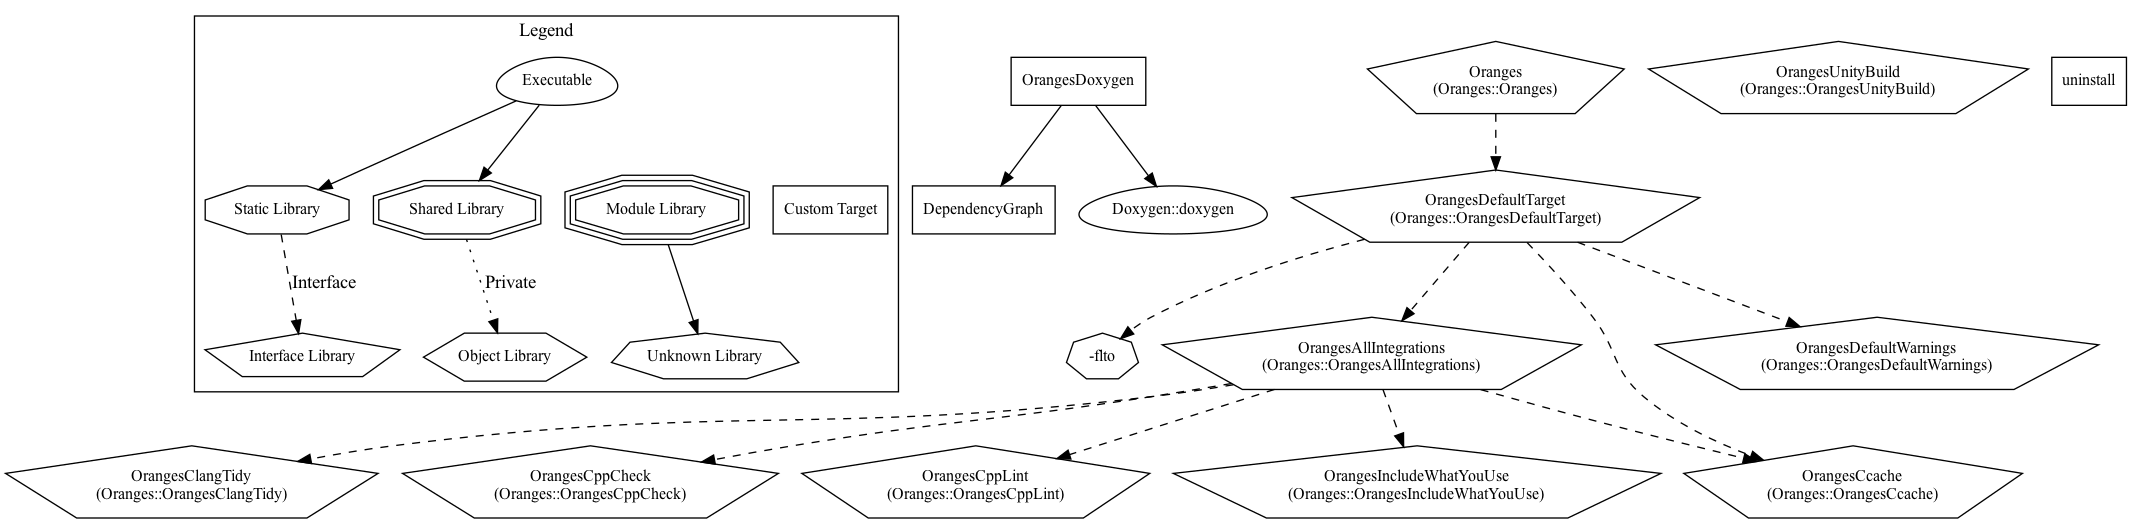 Legend
Executable
Static Library
Shared Library
Module Library
Custom Target
Interface
Private
Interface Library
Object Library
Unknown Library
OrangesDoxygen
DependencyGraph
Doxygen::doxygen
Oranges
(Oranges::Oranges)
OrangesUnityBuild
(Oranges::OrangesUnityBuild)
uninstall
OrangesDefaultTarget
(Oranges::OrangesDefaultTarget)
-flto
OrangesAllIntegrations
(Oranges::OrangesAllIntegrations)
OrangesDefaultWarnings
(Oranges::OrangesDefaultWarnings)
OrangesClangTidy
(Oranges::OrangesClangTidy)
OrangesCppCheck
(Oranges::OrangesCppCheck)
OrangesCppLint
(Oranges::OrangesCppLint)
OrangesIncludeWhatYouUse
(Oranges::OrangesIncludeWhatYouUse)
OrangesCcache
(Oranges::OrangesCcache)